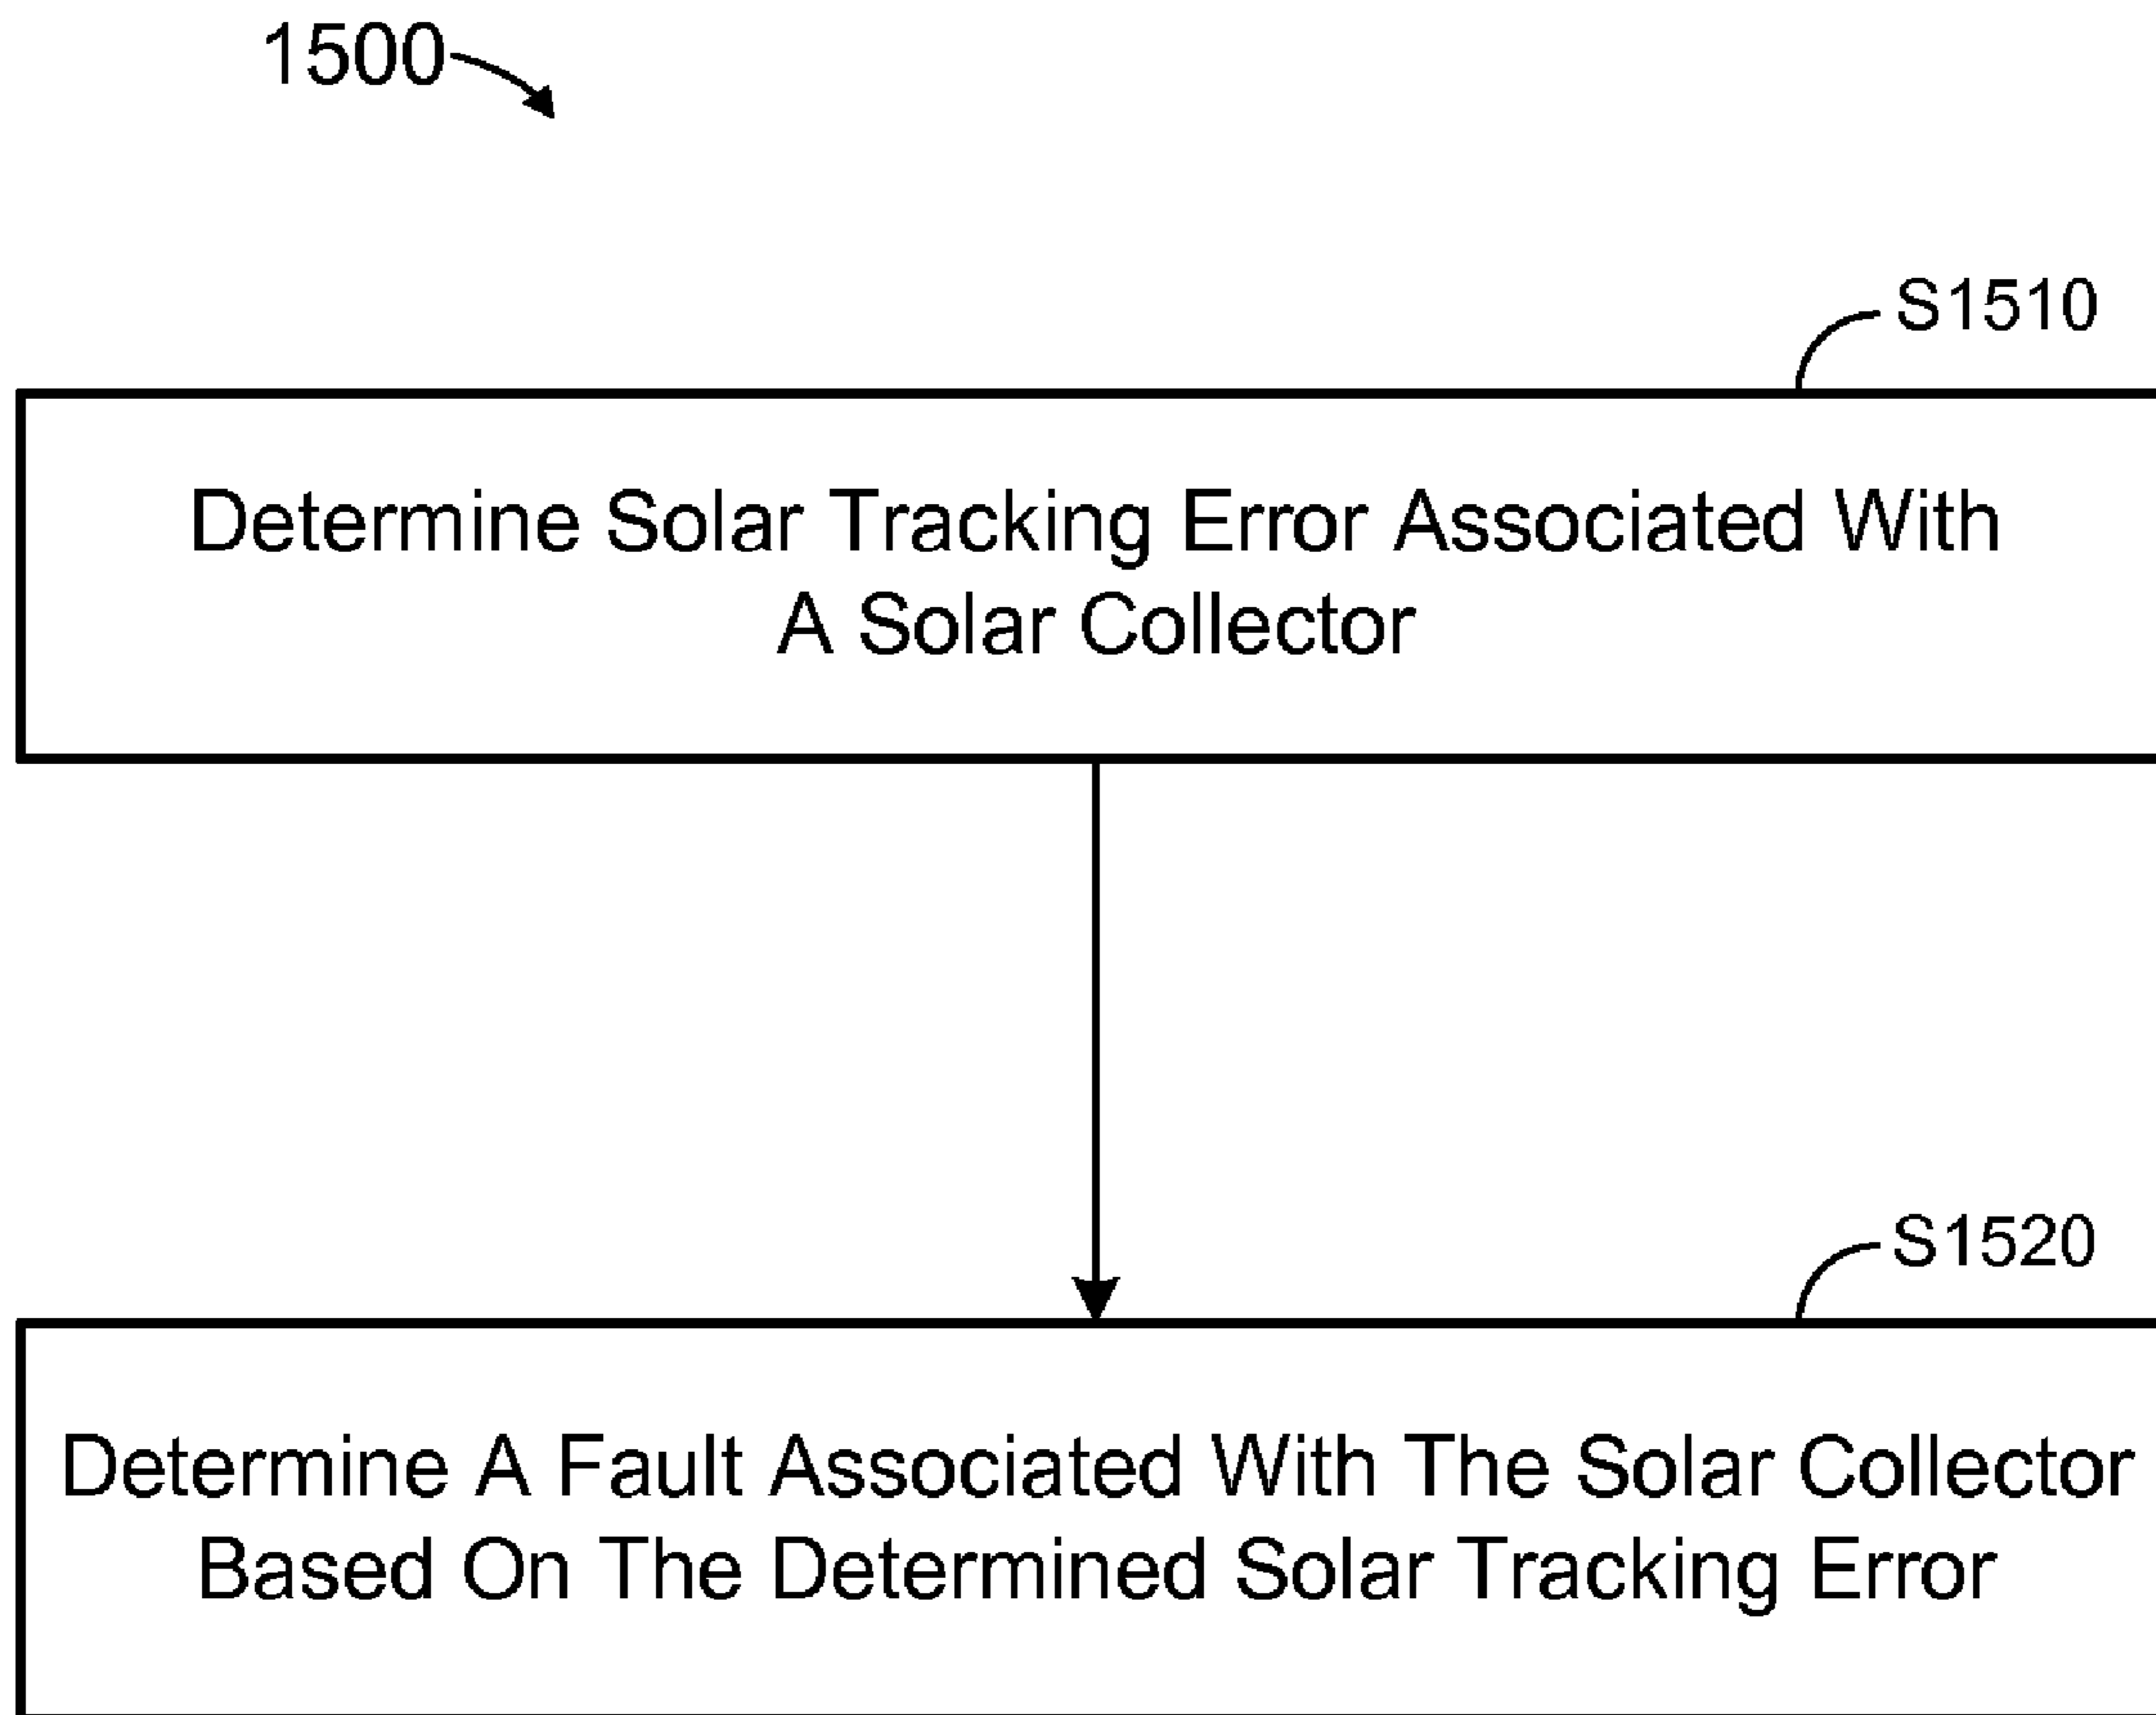 1500
S1510
Determine Solar Tracking Error Associated With
A Solar Collector
S1520
Determine A Fault Associated With The Solar Collector
Based On The Determined Solar Tracking Error